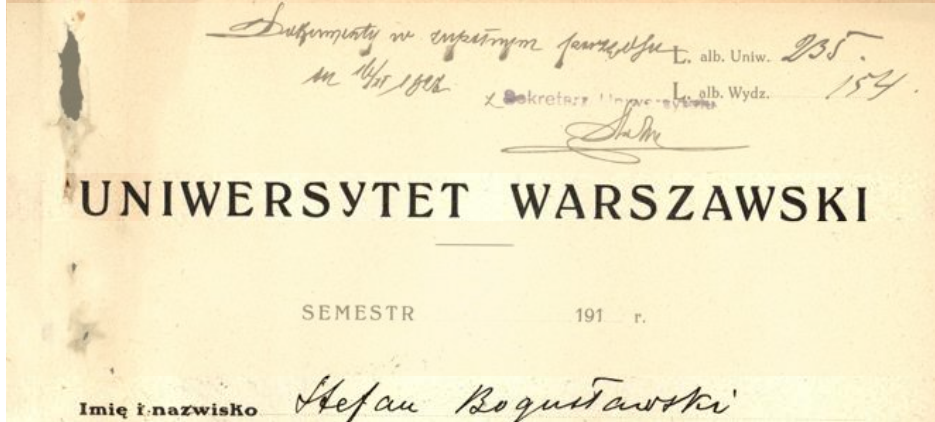 Dokumenty w zupełnym porządku
L. alb. Uniw. 235.
L. alb. Wydz. 154.
Sekretarz Uniwersytetu
UNIWERSYTET WARSZAWSKI
SEMESTR 191 r.
Imię i nazwisko Stefan Bogusławski